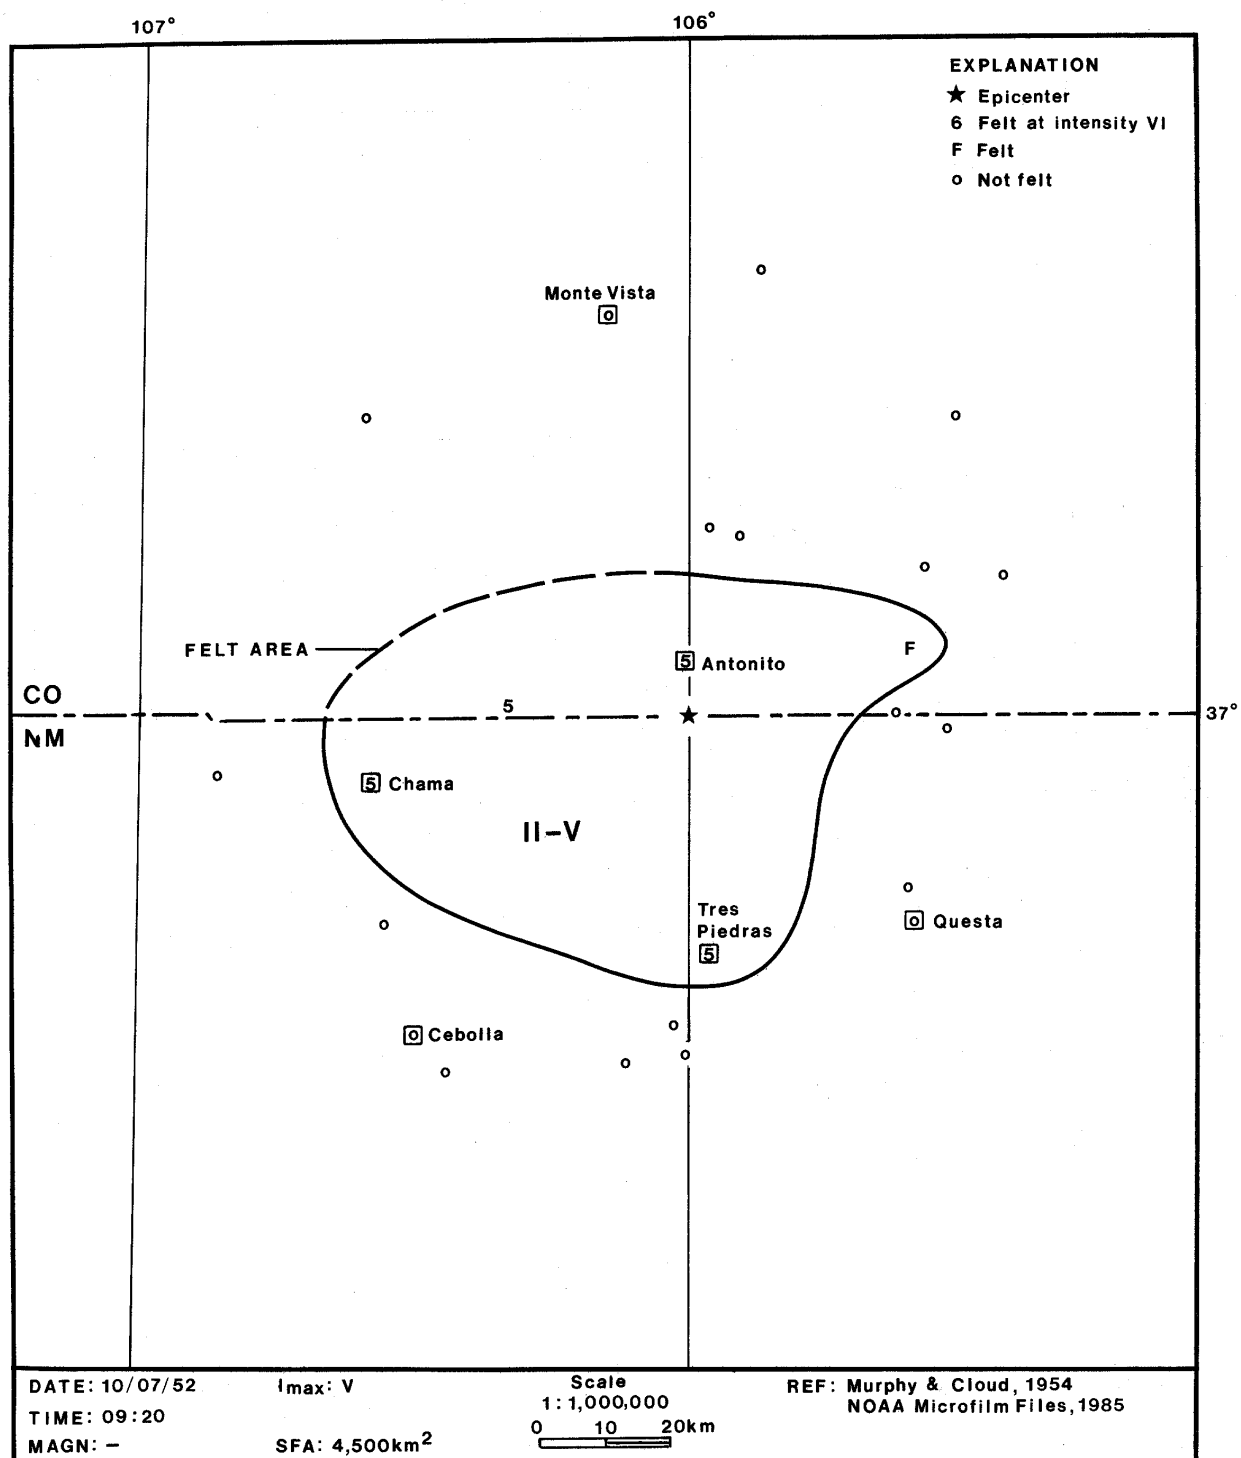 107° 106°
EXPLANATION
★ Epicenter
6 Felt at intensity VI
F Felt
o Not felt
o
Monte Vista
o
o
o
o o
o o
FELT AREA
F
5 Antonito
CO
5
o
37°
NM
o
o
5 Chama
II-V
o
Tres
Piedras
o Questa
o
5
o
o Cebolla
o
o
o
DATE: 10/07/52 Imax: V Scale REF: Murphy & Cloud, 1954
1:1,000,000 NOAA Microfilm Files, 1985
TIME: 09:20
0 10 20km
MAGN: – SFA: 4,500km²